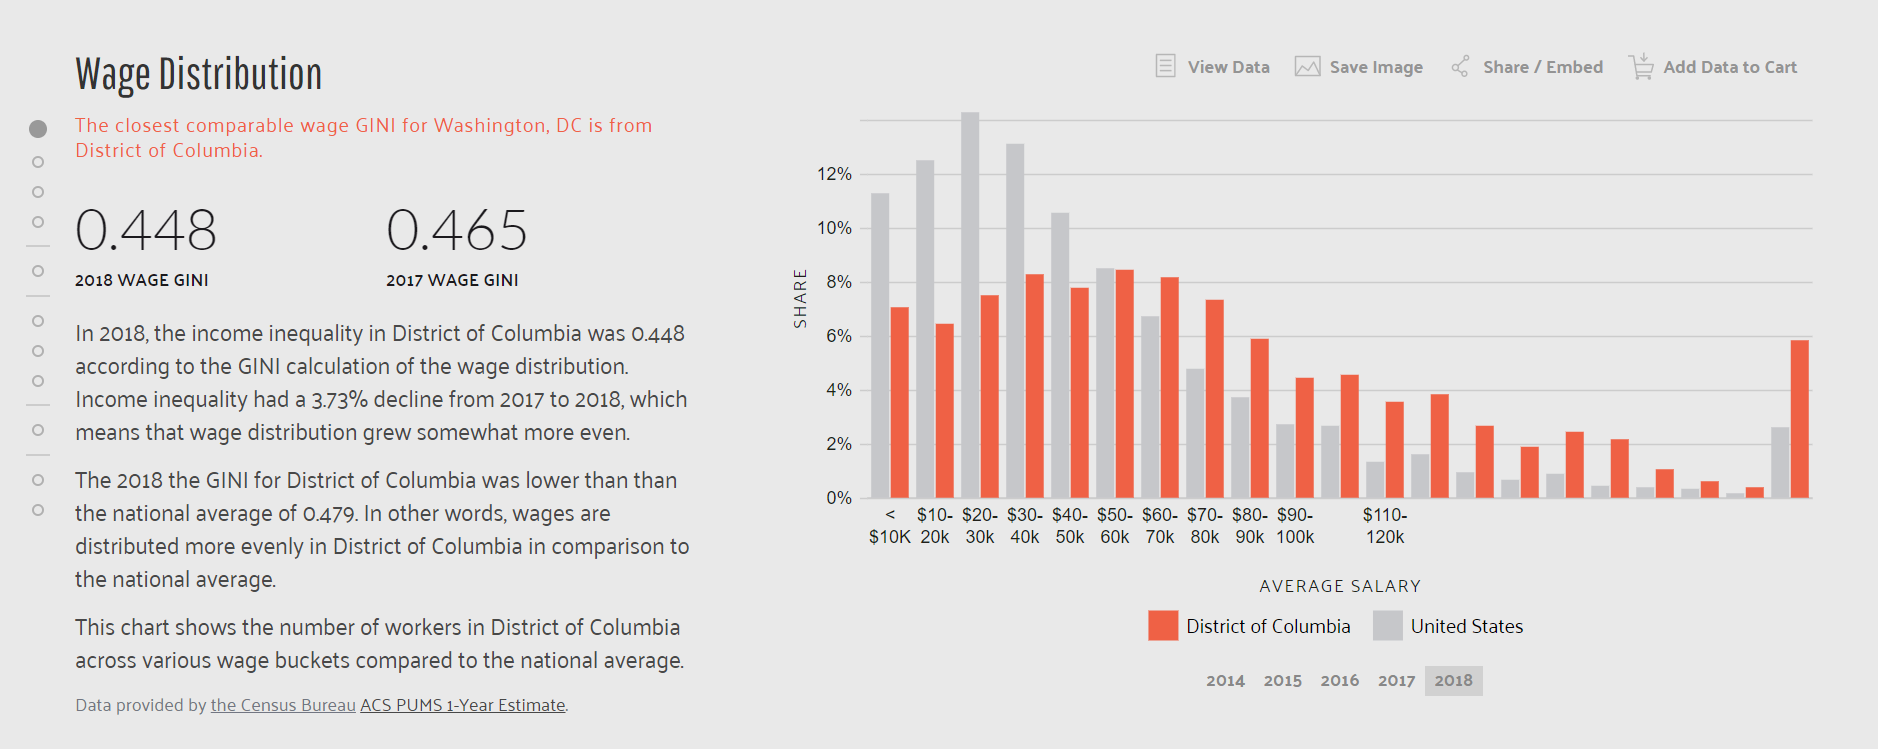 Wage Distribution
The closest comparable wage GINI for Washington, DC is from
District of Columbia.
0.448
2018 WAGE GINI
0.465
2017 WAGE GINI
In 2018, the income inequality in District of Columbia was 0.448
according to the GINI calculation of the wage distribution.
Income inequality had a 3.73% decline from 2017 to 2018, which
means that wage distribution grew somewhat more even.
The 2018 the GINI for District of Columbia was lower than than
the national average of 0.479. In other words, wages are
distributed more evenly in District of Columbia in comparison to
the national average.
This chart shows the number of workers in District of Columbia
across various wage buckets compared to the national average.
Data provided by the Census Bureau ACS PUMS 1-Year Estimate.
View Data Save Image Share / Embed Add Data to Cart
SHARE
12%
10%
8%
6%
4%
2%
0%
< $10- $20- $30- $40- $50- $60- $70- $80- $90- $110-
$10K 20k 30k 40k 50k 60k 70k 80k 90k 100k 120k
AVERAGE SALARY
District of Columbia United States
2014 2015 2016 2017 2018